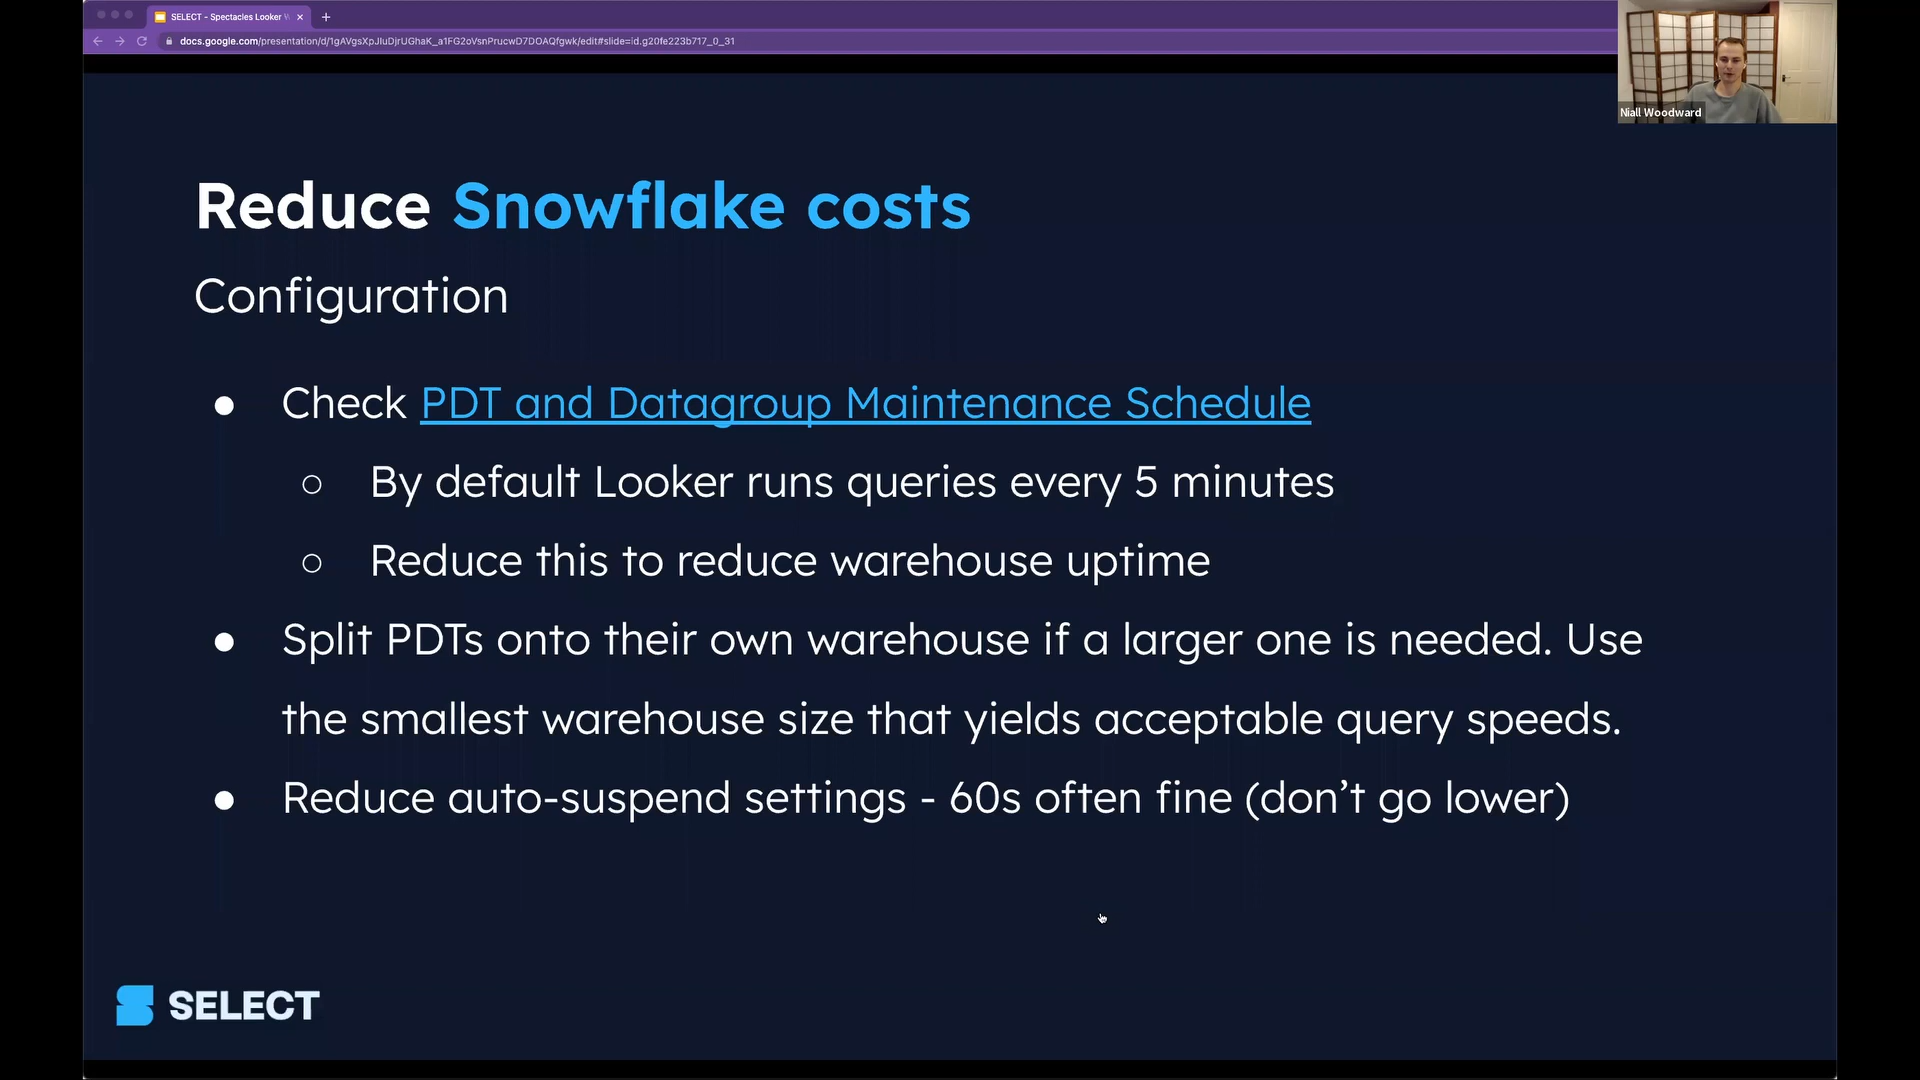 SELECT - Spectacles Looker
docs.google.com/presentation/d/1gAVgsXpJIuDjrUGhaK_a1FG2oVsnPrucwD7DOAQfgwk/edit#slide=id.g20fe223b717_0_31
Niall Woodward
Reduce Snowflake costs
Configuration
● Check PDT and Datagroup Maintenance Schedule
○ By default Looker runs queries every 5 minutes
○ Reduce this to reduce warehouse uptime
● Split PDTs onto their own warehouse if a larger one is needed. Use
the smallest warehouse size that yields acceptable query speeds.
● Reduce auto-suspend settings - 60s often fine (don’t go lower)
SELECT